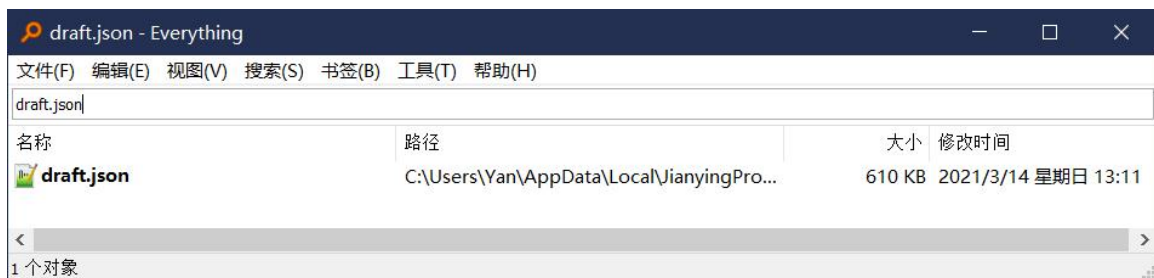 draft.json - Everything
文件(F) 编辑(E) 视图(V) 搜索(S) 书签(B) 工具(T) 帮助(H)
draft.json
名称 路径 大小 修改时间
draft.json C:\Users\Yan\AppData\Local\JianyingPro... 610 KB 2021/3/14 星期日 13:11
1 个对象